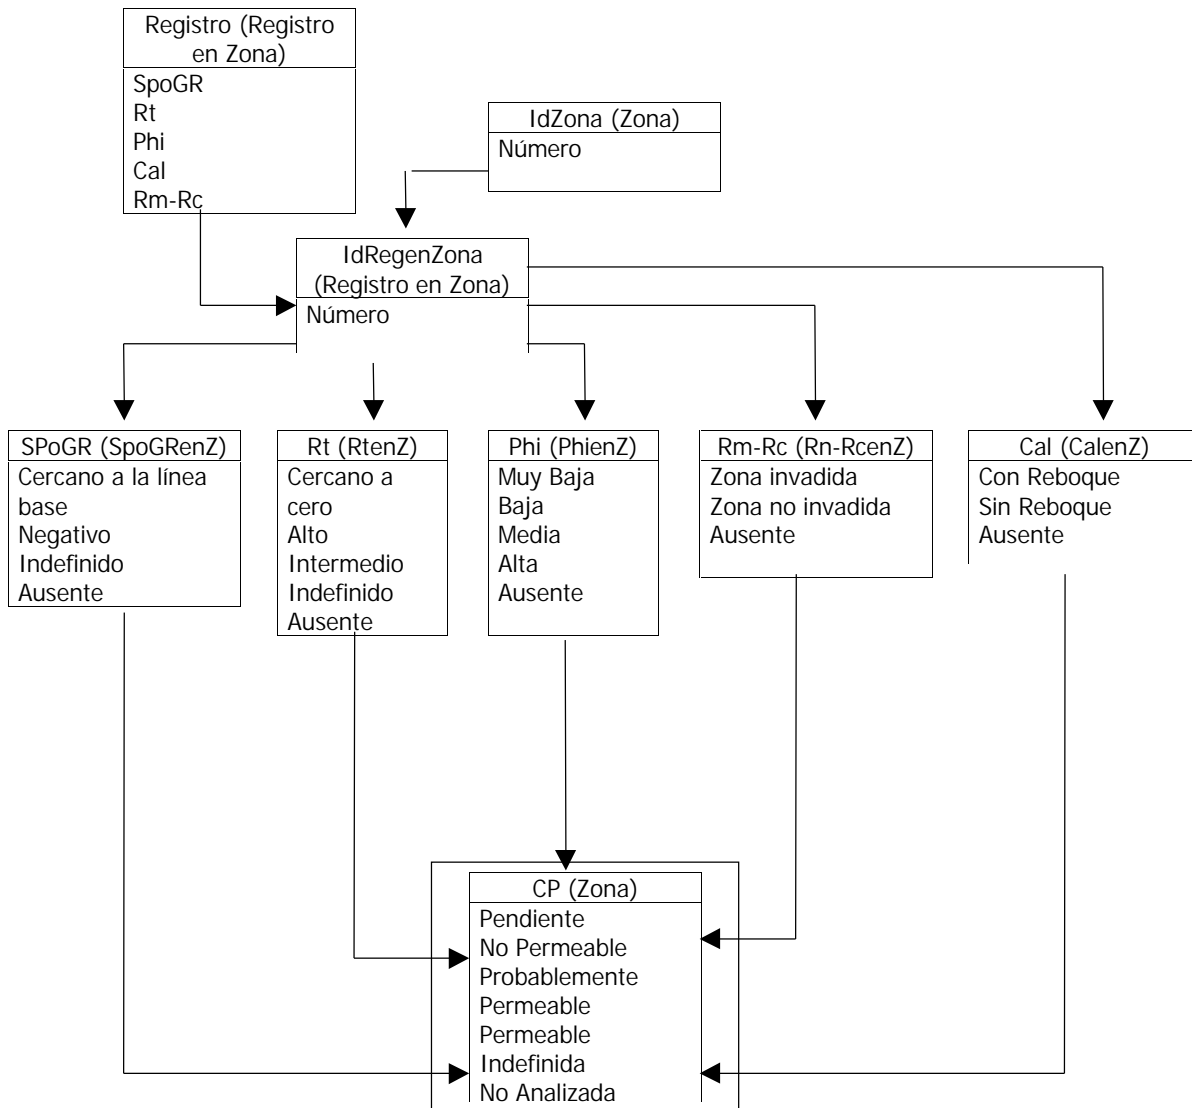 Registro (Registro
en Zona)
SpoGR
Rt
Phi
Cal
Rm-Rc
IdZona (Zona)
Número
IdRegenZona
(Registro en Zona)
Número
SPoGR (SpoGRenZ)
Cercano a la línea
base
Negativo
Indefinido
Ausente
Rt (RtenZ)
Cercano a
cero
Alto
Intermedio
Indefinido
Ausente
Phi (PhienZ)
Muy Baja
Baja
Media
Alta
Ausente
Rm-Rc (Rn-RcenZ)
Zona invadida
Zona no invadida
Ausente
Cal (CalenZ)
Con Reboque
Sin Reboque
Ausente
CP (Zona)
Pendiente
No Permeable
Probablemente
Permeable
Permeable
Indefinida
No Analizada